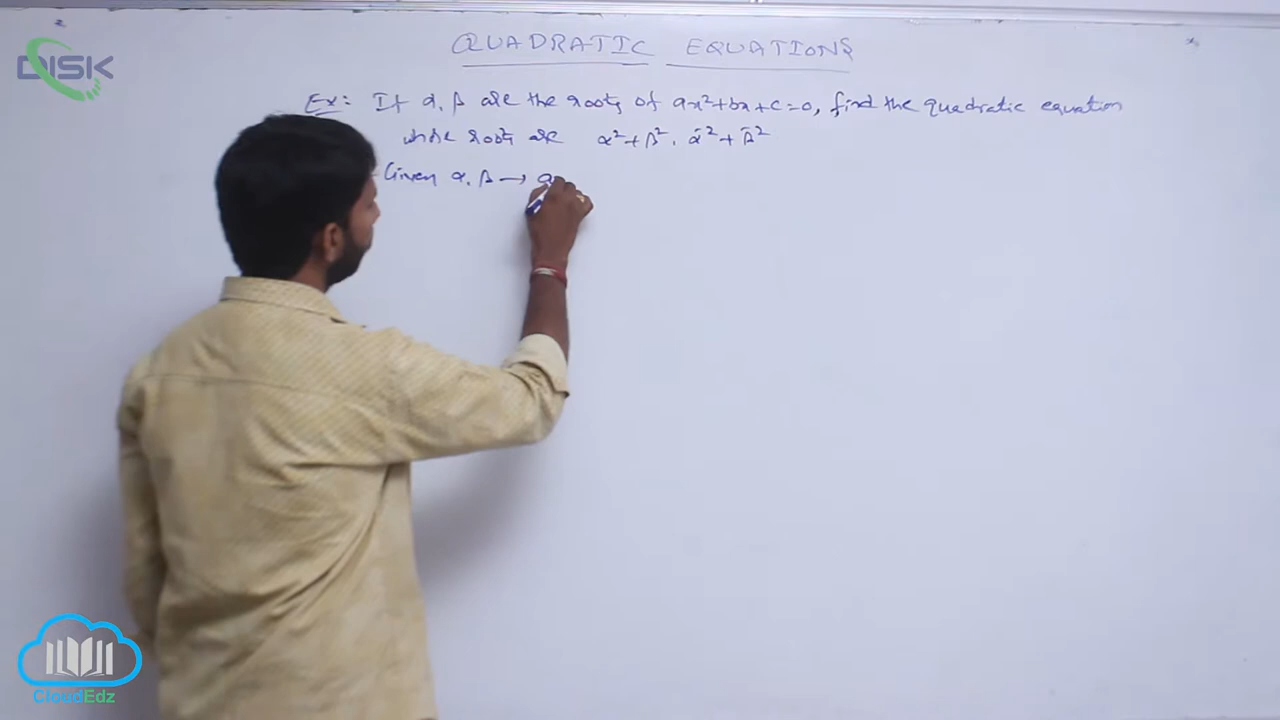 DISK
QUADRATIC EQUATIONS
Ex: If α, β are the roots of ax²+bx+c=0, find the quadratic equation
whose roots are α²+β², α⁻²+β⁻²
Given α, β → a
CloudEdz